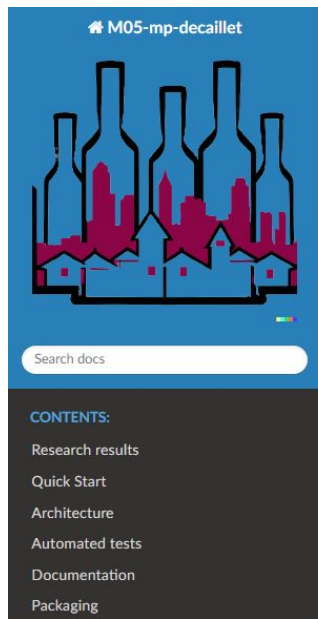 M05-mp-decaillet
Search docs
CONTENTS:
Research results
Quick Start
Architecture
Automated tests
Documentation
Packaging